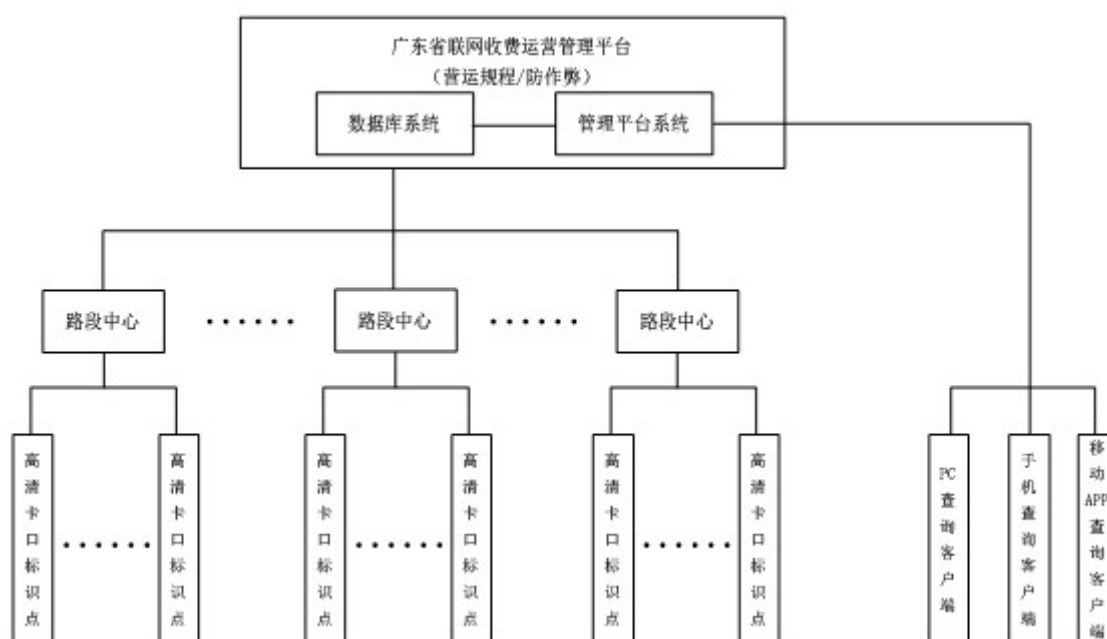 广东省联网收费运营管理平台
（营运规程/防作弊）
数据库系统
管理平台系统
路段中心
路段中心
路段中心
高清卡口标识点
高清卡口标识点
高清卡口标识点
高清卡口标识点
高清卡口标识点
高清卡口标识点
PC查询客户端
手机查询客户端
移动APP查询客户端